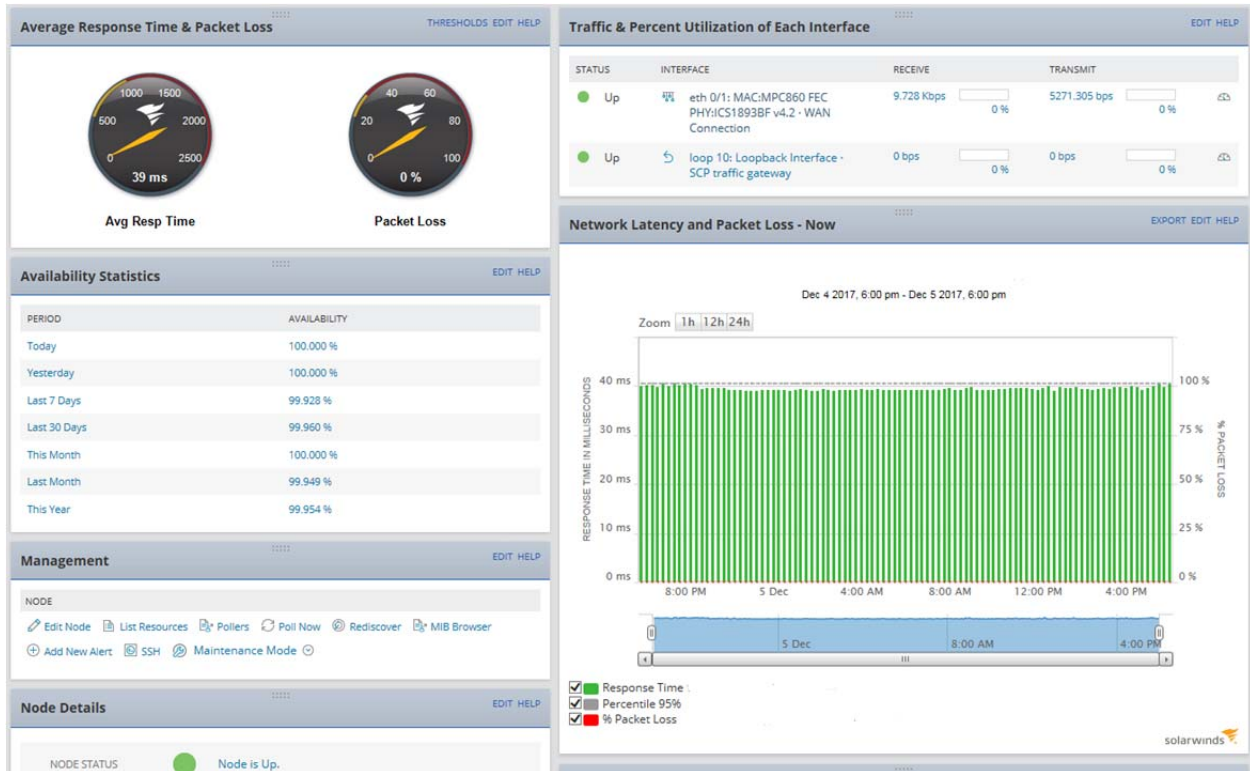 Average Response Time & Packet Loss
THRESHOLDS EDIT HELP
500 1000 1500 2000
0 2500
39 ms
Avg Resp Time
20 40 60 80
0 100
0 %
Packet Loss
Availability Statistics
EDIT HELP
PERIOD AVAILABILITY
Today 100.000 %
Yesterday 100.000 %
Last 7 Days 99.928 %
Last 30 Days 99.960 %
This Month 100.000 %
Last Month 99.949 %
This Year 99.954 %
Management
EDIT HELP
NODE
Edit Node List Resources Pollers Poll Now Rediscover MIB Browser
Add New Alert SSH Maintenance Mode
Node Details
EDIT HELP
NODE STATUS Node is Up.
Traffic & Percent Utilization of Each Interface
EDIT HELP
STATUS INTERFACE RECEIVE TRANSMIT
Up eth 0/1: MAC:MPC860 FEC 9.728 Kbps 0 % 5271.305 bps 0 %
PHY:ICS1893BF v4.2 - WAN
Connection
Up loop 10: Loopback Interface - 0 bps 0 % 0 bps 0 %
SCP traffic gateway
Network Latency and Packet Loss - Now
EXPORT EDIT HELP
Dec 4 2017, 6:00 pm - Dec 5 2017, 6:00 pm
Zoom 1h 12h 24h
RESPONSE TIME IN MILLISECONDS
40 ms
30 ms
20 ms
10 ms
0 ms
100 %
75 %
50 %
25 %
0 %
% PACKET LOSS
8:00 PM 5 Dec 4:00 AM 8:00 AM 12:00 PM 4:00 PM
5 Dec 8:00 AM 4:00 PM
Response Time
Percentile 95%
% Packet Loss
solarwinds